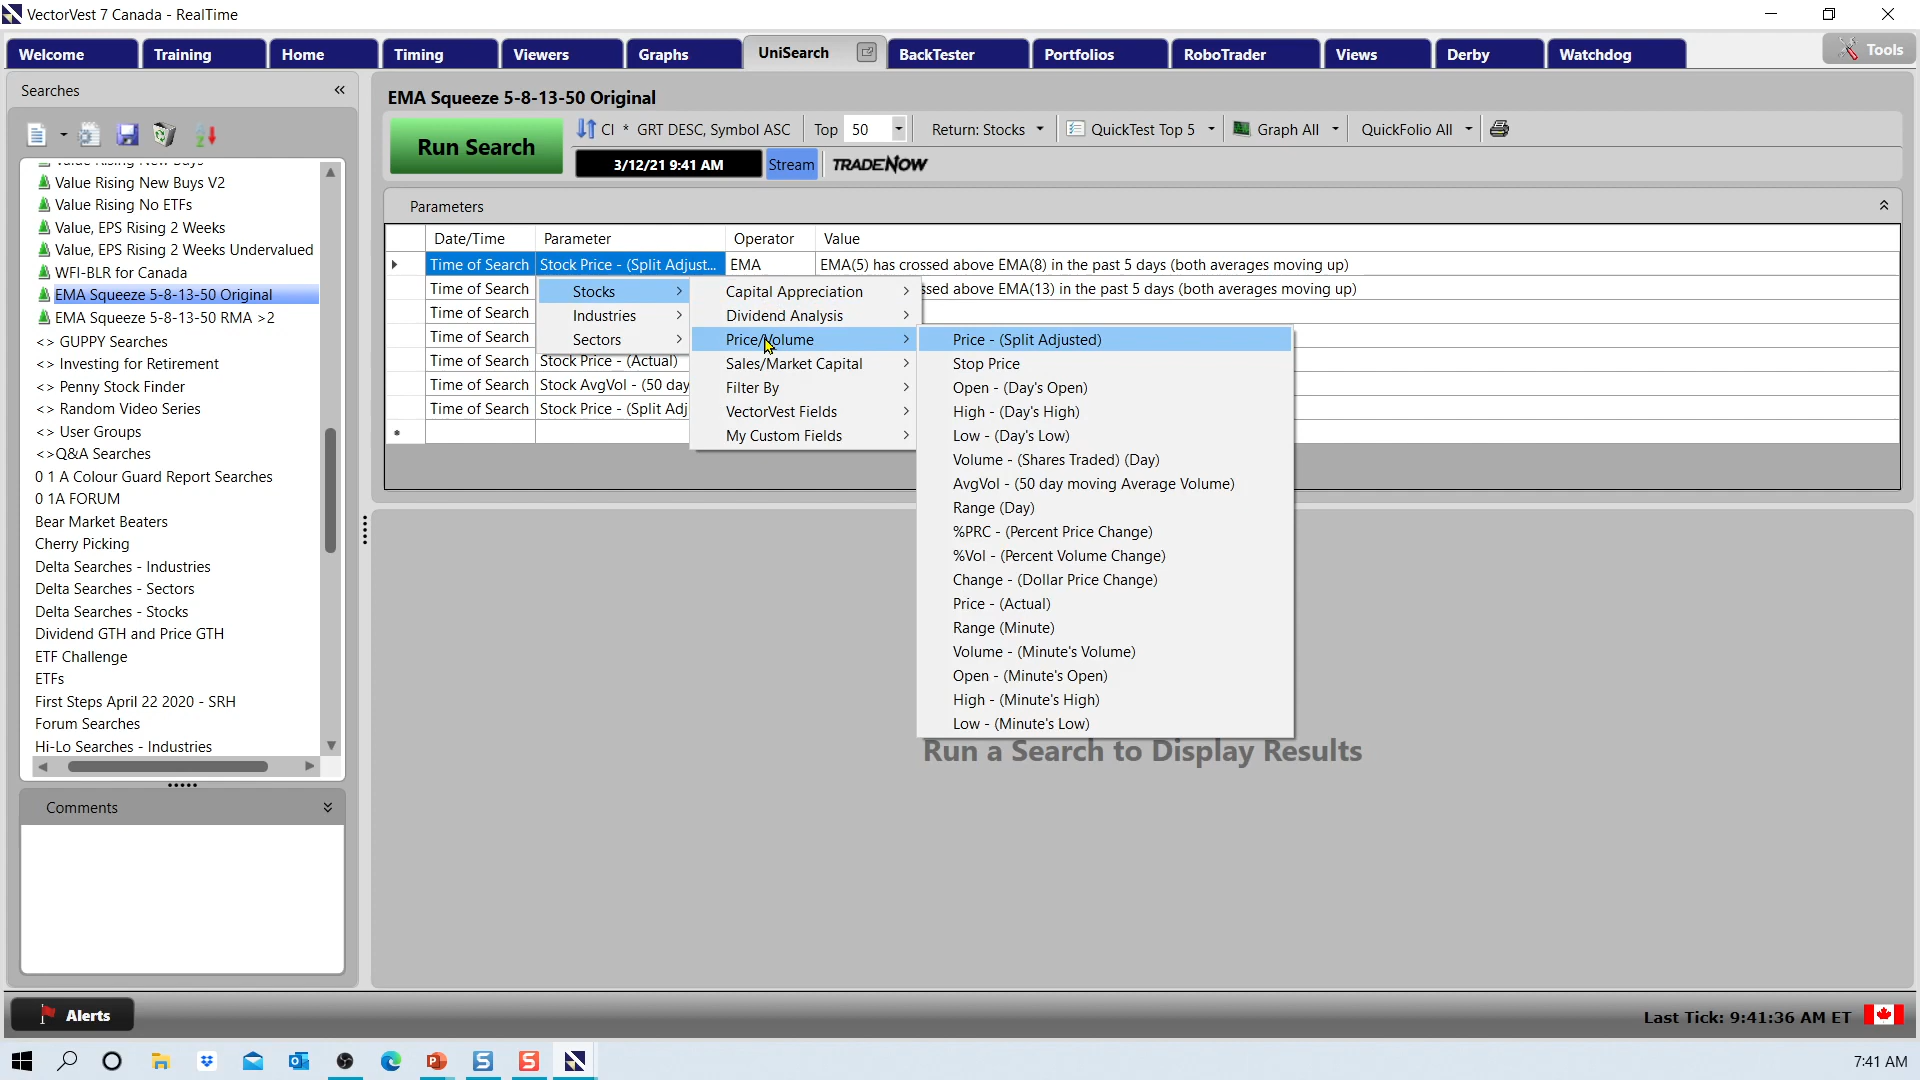 VectorVest 7 Canada - RealTime
Welcome Training Home Timing Viewers Graphs UniSearch BackTester Portfolios RoboTrader Views Derby Watchdog Tools
Searches
EMA Squeeze 5-8-13-50 Original
Run Search
CI * GRT DESC, Symbol ASC Top 50 Return: Stocks QuickTest Top 5 Graph All QuickFolio All
3/12/21 9:41 AM Stream TRADENOW
Value Rising New Buys
Value Rising New Buys V2
Value Rising No ETFs
Value, EPS Rising 2 Weeks
Value, EPS Rising 2 Weeks Undervalued
WFI-BLR for Canada
EMA Squeeze 5-8-13-50 Original
EMA Squeeze 5-8-13-50 RMA >2
<> GUPPY Searches
<> Investing for Retirement
<> Penny Stock Finder
<> Random Video Series
<> User Groups
<>Q&A Searches
0 1 A Colour Guard Report Searches
0 1A FORUM
Bear Market Beaters
Cherry Picking
Delta Searches - Industries
Delta Searches - Sectors
Delta Searches - Stocks
Dividend GTH and Price GTH
ETF Challenge
ETFs
First Steps April 22 2020 - SRH
Forum Searches
Hi-Lo Searches - Industries
Comments
Parameters
Date/Time Parameter Operator Value
Time of Search Stock Price - (Split Adjust... EMA EMA(5) has crossed above EMA(8) in the past 5 days (both averages moving up)
Time of Search ssed above EMA(13) in the past 5 days (both averages moving up)
Time of Search
Time of Search
Time of Search Stock Price - (Actual)
Time of Search Stock AvgVol - (50 day
Time of Search Stock Price - (Split Adj
*
Stocks
Industries
Sectors
Capital Appreciation
Dividend Analysis
Price/Volume
Sales/Market Capital
Filter By
VectorVest Fields
My Custom Fields
Price - (Split Adjusted)
Stop Price
Open - (Day's Open)
High - (Day's High)
Low - (Day's Low)
Volume - (Shares Traded) (Day)
AvgVol - (50 day moving Average Volume)
Range (Day)
%PRC - (Percent Price Change)
%Vol - (Percent Volume Change)
Change - (Dollar Price Change)
Price - (Actual)
Range (Minute)
Volume - (Minute's Volume)
Open - (Minute's Open)
High - (Minute's High)
Low - (Minute's Low)
Run a Search to Display Results
Alerts
Last Tick: 9:41:36 AM ET
7:41 AM